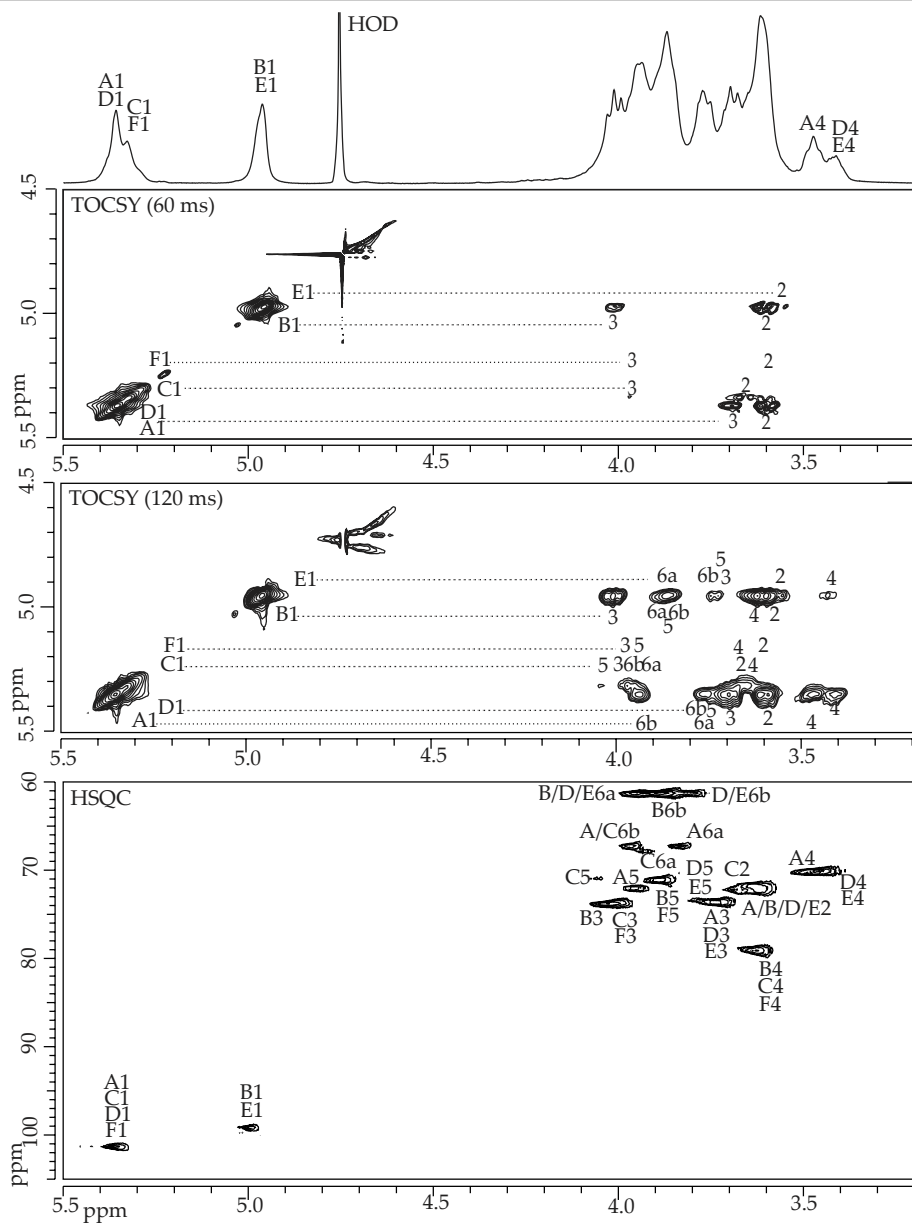 HOD
A1
D1
C1
F1
B1
E1
A4
D4
E4
4.5
5.0
5.5
ppm
TOCSY (60 ms)
E1 2
B1 3 2
F1 3 2
C1 3 2
D1
A1 3 2
5.5 5.0 4.5 4.0 3.5
4.5
5.0
5.5
ppm
TOCSY (120 ms)
5
E1 6a 6b 3 2 4
B1 3 6a 6b 4 2
5
F1 3 5 4 2
C1 5 3 6b 6a 2 4
D1 6b 5 3 2 4
A1 6b 6a 4
5.5 5.0 4.5 4.0 3.5
60
70
80
90
100
ppm
HSQC
B/D/E6a B6b D/E6b
A/C6b A6a
C6a
C5 A5 D5 C2 A4
E5
B5
F5
D4
E4
A/B/D/E2
B3 C3
F3
A3
D3
E3
B4
C4
F4
A1
C1
D1
F1
B1
E1
5.5 5.0 4.5 4.0 3.5
ppm